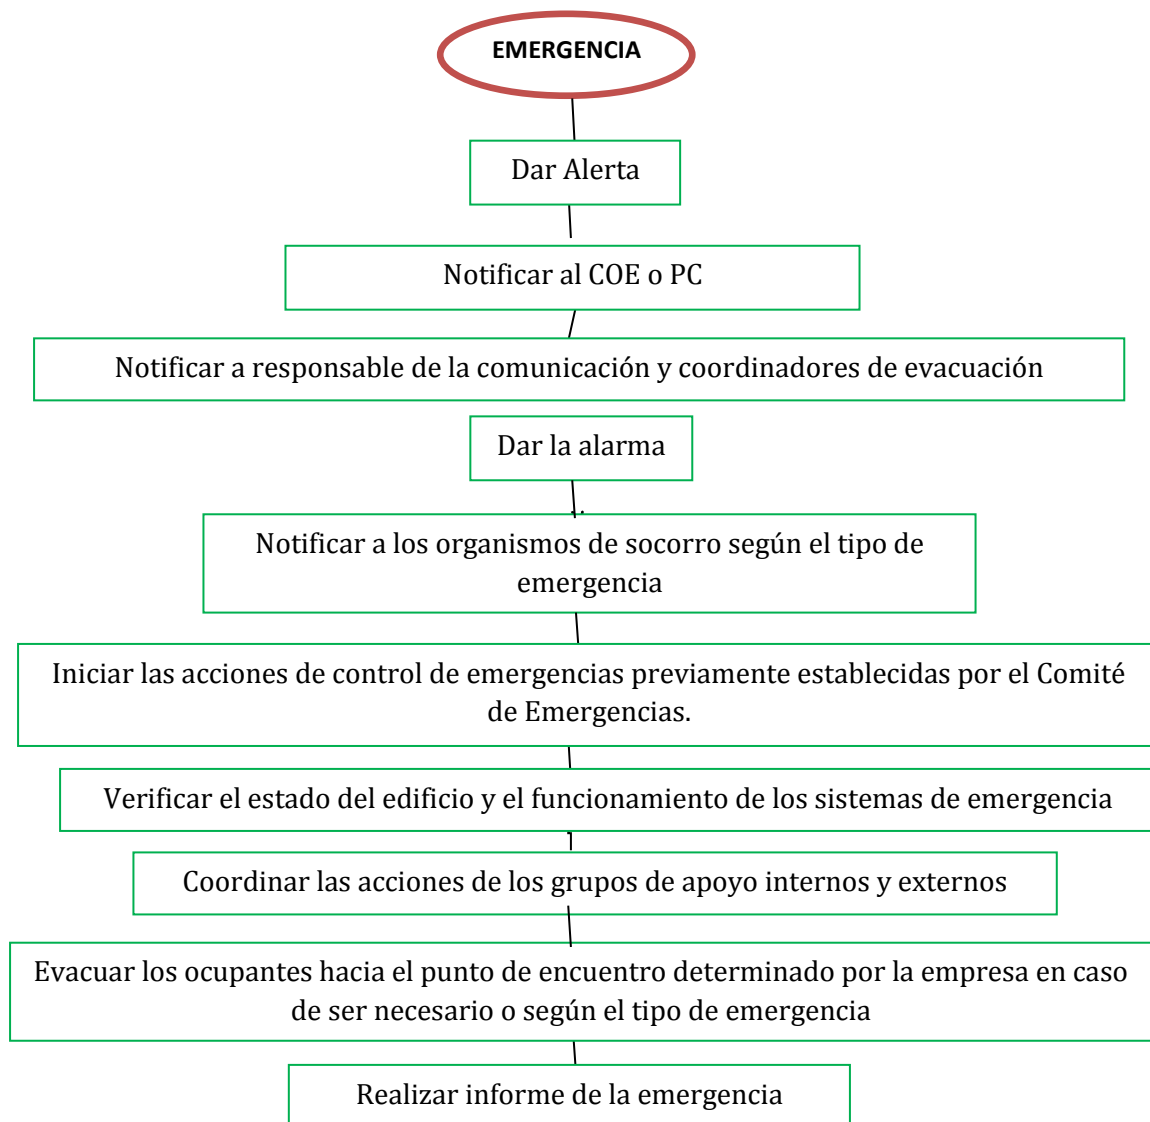 EMERGENCIA
Dar Alerta
Notificar al COE o PC
Notificar a responsable de la comunicación y coordinadores de evacuación
Dar la alarma
Notificar a los organismos de socorro según el tipo de
emergencia
Iniciar las acciones de control de emergencias previamente establecidas por el Comité
de Emergencias.
Verificar el estado del edificio y el funcionamiento de los sistemas de emergencia
Coordinar las acciones de los grupos de apoyo internos y externos
Evacuar los ocupantes hacia el punto de encuentro determinado por la empresa en caso
de ser necesario o según el tipo de emergencia
Realizar informe de la emergencia